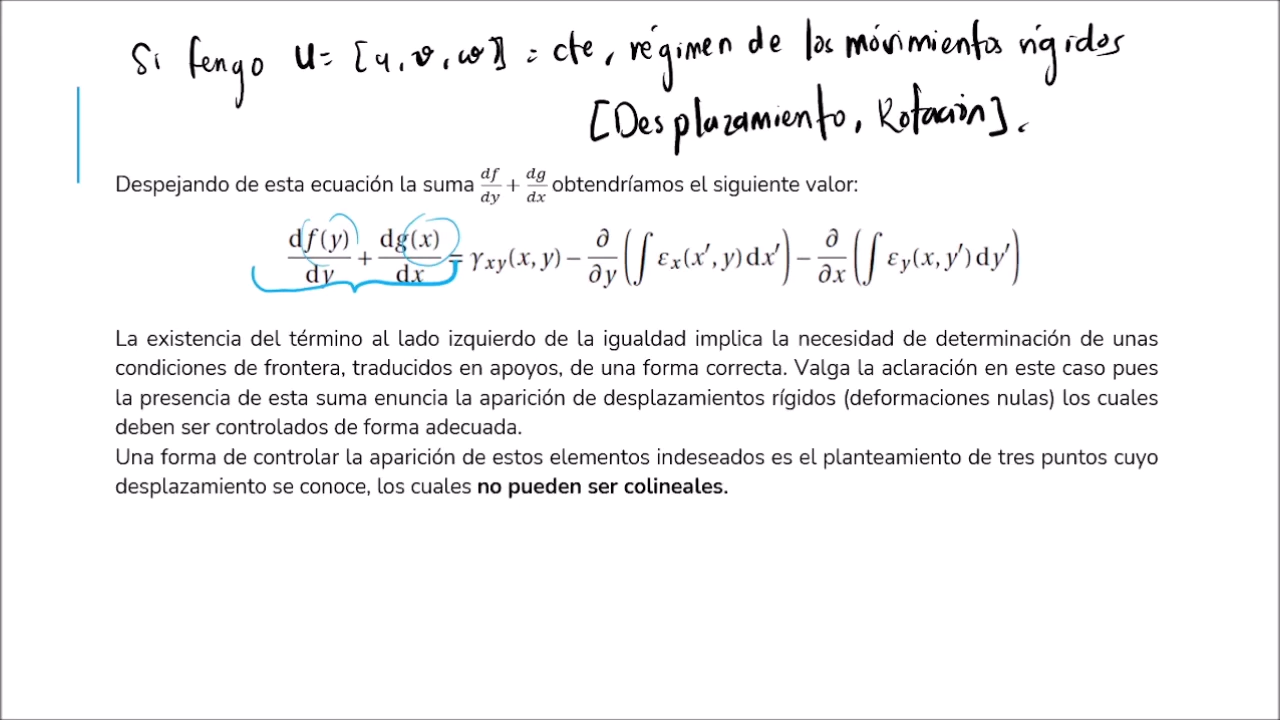 Si tengo u = [u, v, w] = cte, régimen de los móvimientos rígidos
[Desplazamiento, Rotación].
Despejando de esta ecuación la suma df/dy + dg/dx obtendríamos el siguiente valor:
df(y)/dy + dg(x)/dx = γxy(x, y) − ∂/∂y (∫ εx(x′, y) dx′) − ∂/∂x (∫ εy(x, y′) dy′)
La existencia del término al lado izquierdo de la igualdad implica la necesidad de determinación de unas
condiciones de frontera, traducidos en apoyos, de una forma correcta. Valga la aclaración en este caso pues
la presencia de esta suma enuncia la aparición de desplazamientos rígidos (deformaciones nulas) los cuales
deben ser controlados de forma adecuada.
Una forma de controlar la aparición de estos elementos indeseados es el planteamiento de tres puntos cuyo
desplazamiento se conoce, los cuales no pueden ser colineales.